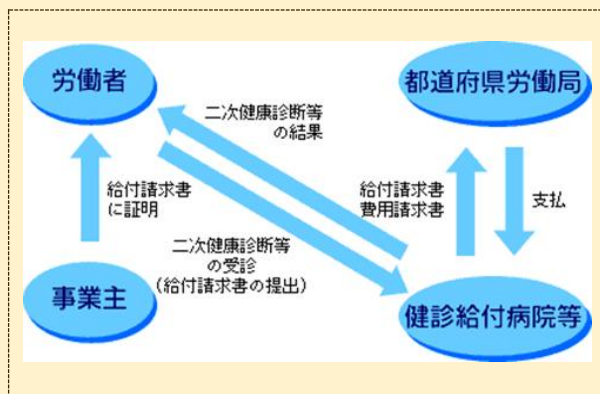 労働者
都道府県労働局
二次健康診断等
の結果
給付請求書
に証明
給付請求書
費用請求書
支払
二次健康診断等
の受診
(給付請求書の提出)
事業主
健診給付病院等